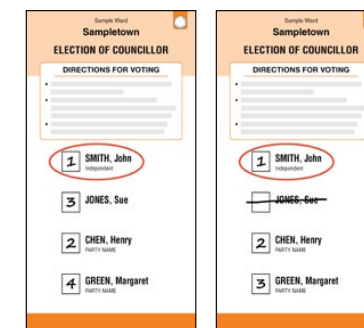 Sample Ward
Sampletown
ELECTION OF COUNCILLOR
DIRECTIONS FOR VOTING
1 SMITH, John
Independent
3 JONES, Sue
2 CHEN, Henry
PARTY NAME
4 GREEN, Margaret
PARTY NAME
Sample Ward
Sampletown
ELECTION OF COUNCILLOR
DIRECTIONS FOR VOTING
1 SMITH, John
Independent
JONES, Sue
2 CHEN, Henry
PARTY NAME
3 GREEN, Margaret
PARTY NAME